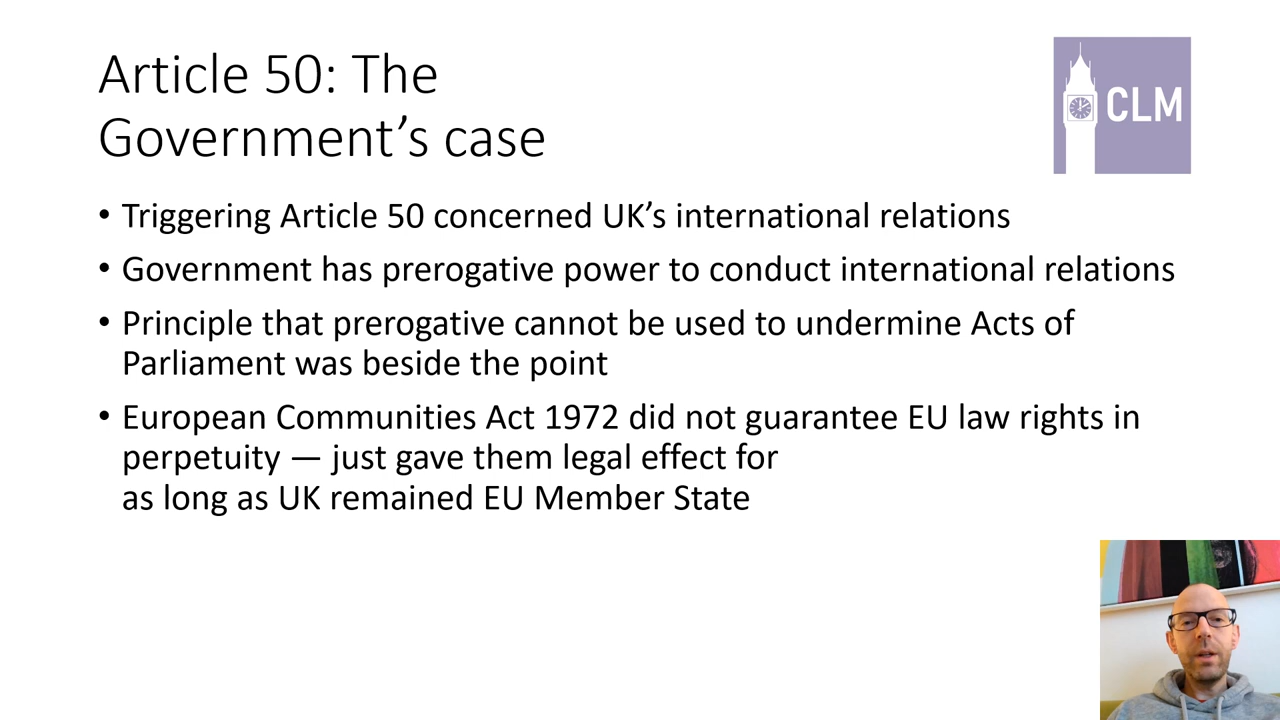 Article 50: The
Government’s case
CLM
• Triggering Article 50 concerned UK’s international relations
• Government has prerogative power to conduct international relations
• Principle that prerogative cannot be used to undermine Acts of
Parliament was beside the point
• European Communities Act 1972 did not guarantee EU law rights in
perpetuity — just gave them legal effect for
as long as UK remained EU Member State